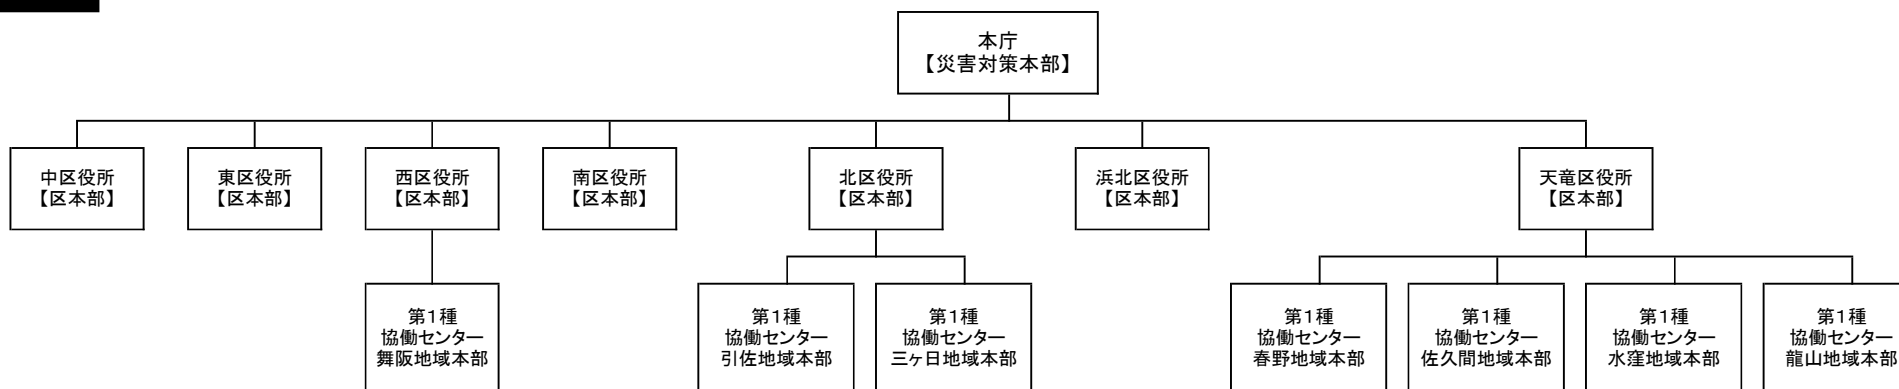 本庁
【災害対策本部】
中区役所
【区本部】
東区役所
【区本部】
西区役所
【区本部】
南区役所
【区本部】
北区役所
【区本部】
浜北区役所
【区本部】
天竜区役所
【区本部】
第１種
協働センター
舞阪地域本部
第１種
協働センター
引佐地域本部
第１種
協働センター
三ヶ日地域本部
第１種
協働センター
春野地域本部
第１種
協働センター
佐久間地域本部
第１種
協働センター
水窪地域本部
第１種
協働センター
龍山地域本部